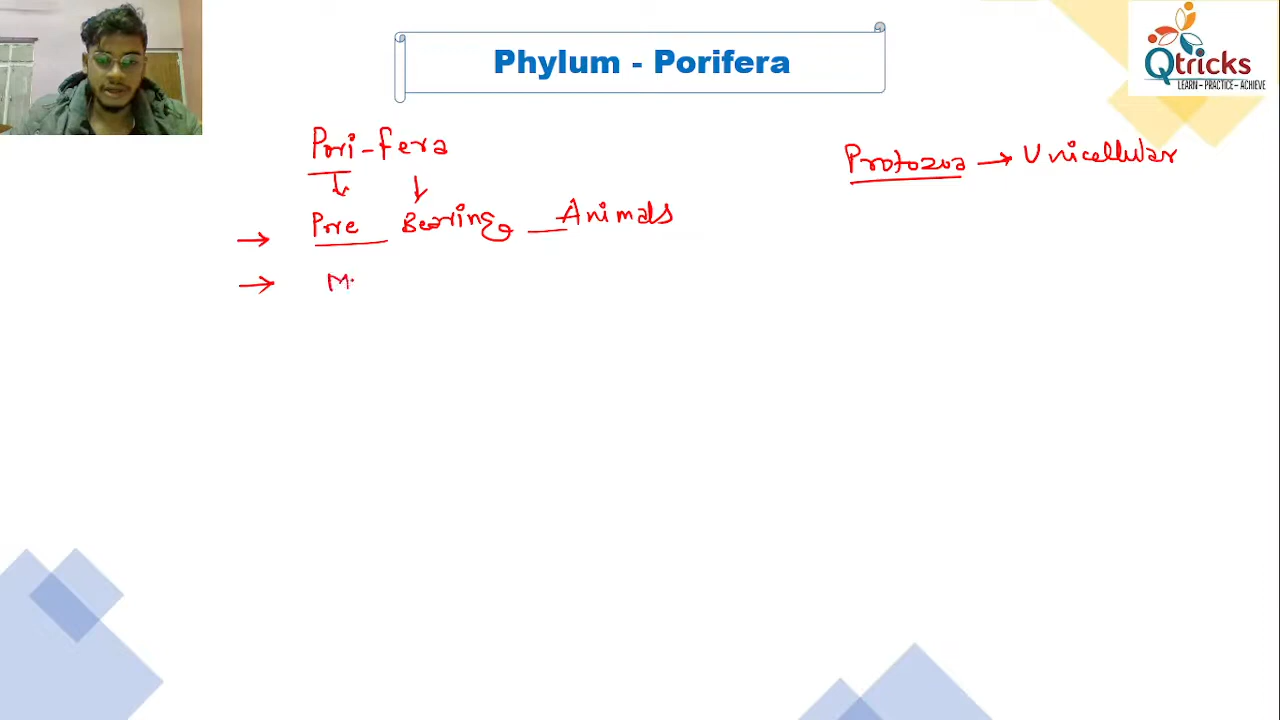 Phylum - Porifera
Qtricks
LEARN – PRACTICE – ACHIEVE
Pori - fera
Protozoa → Unicellular
→ Pore Bearing Animals
→ M